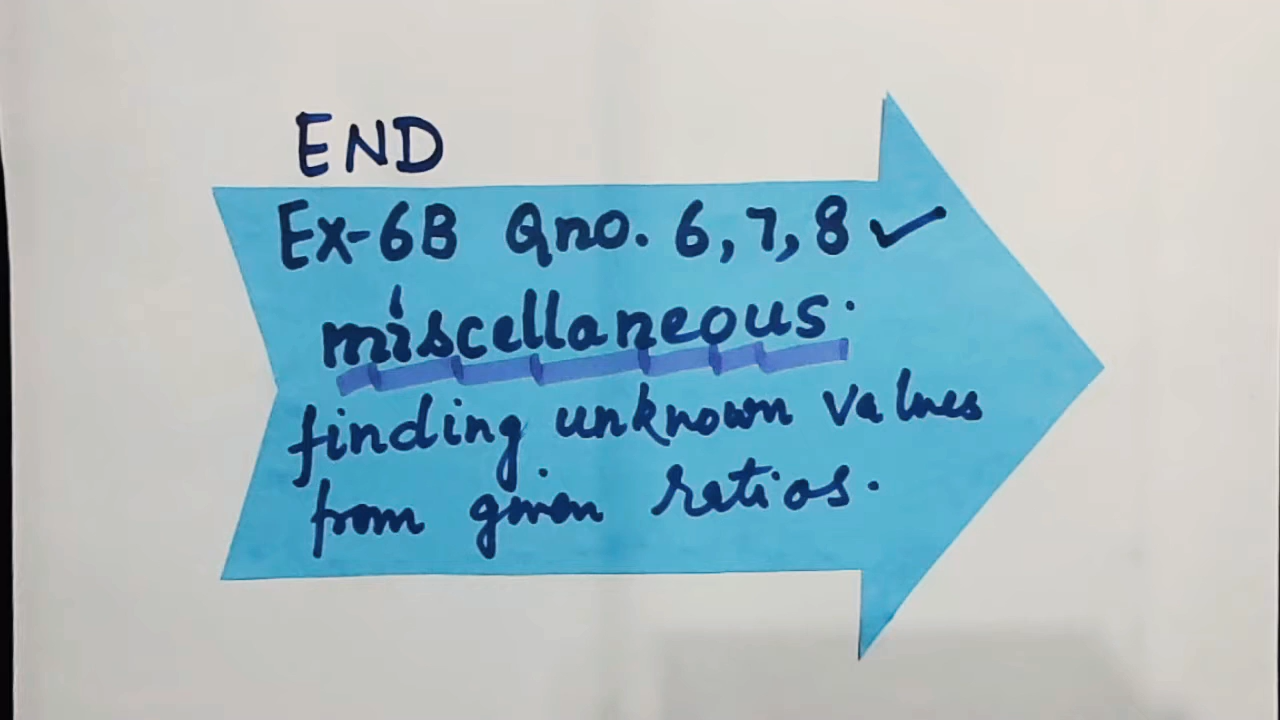 END
Ex-6B Qno. 6,7,8 ✓
miscellaneous.
finding unknown values
from given ratios.